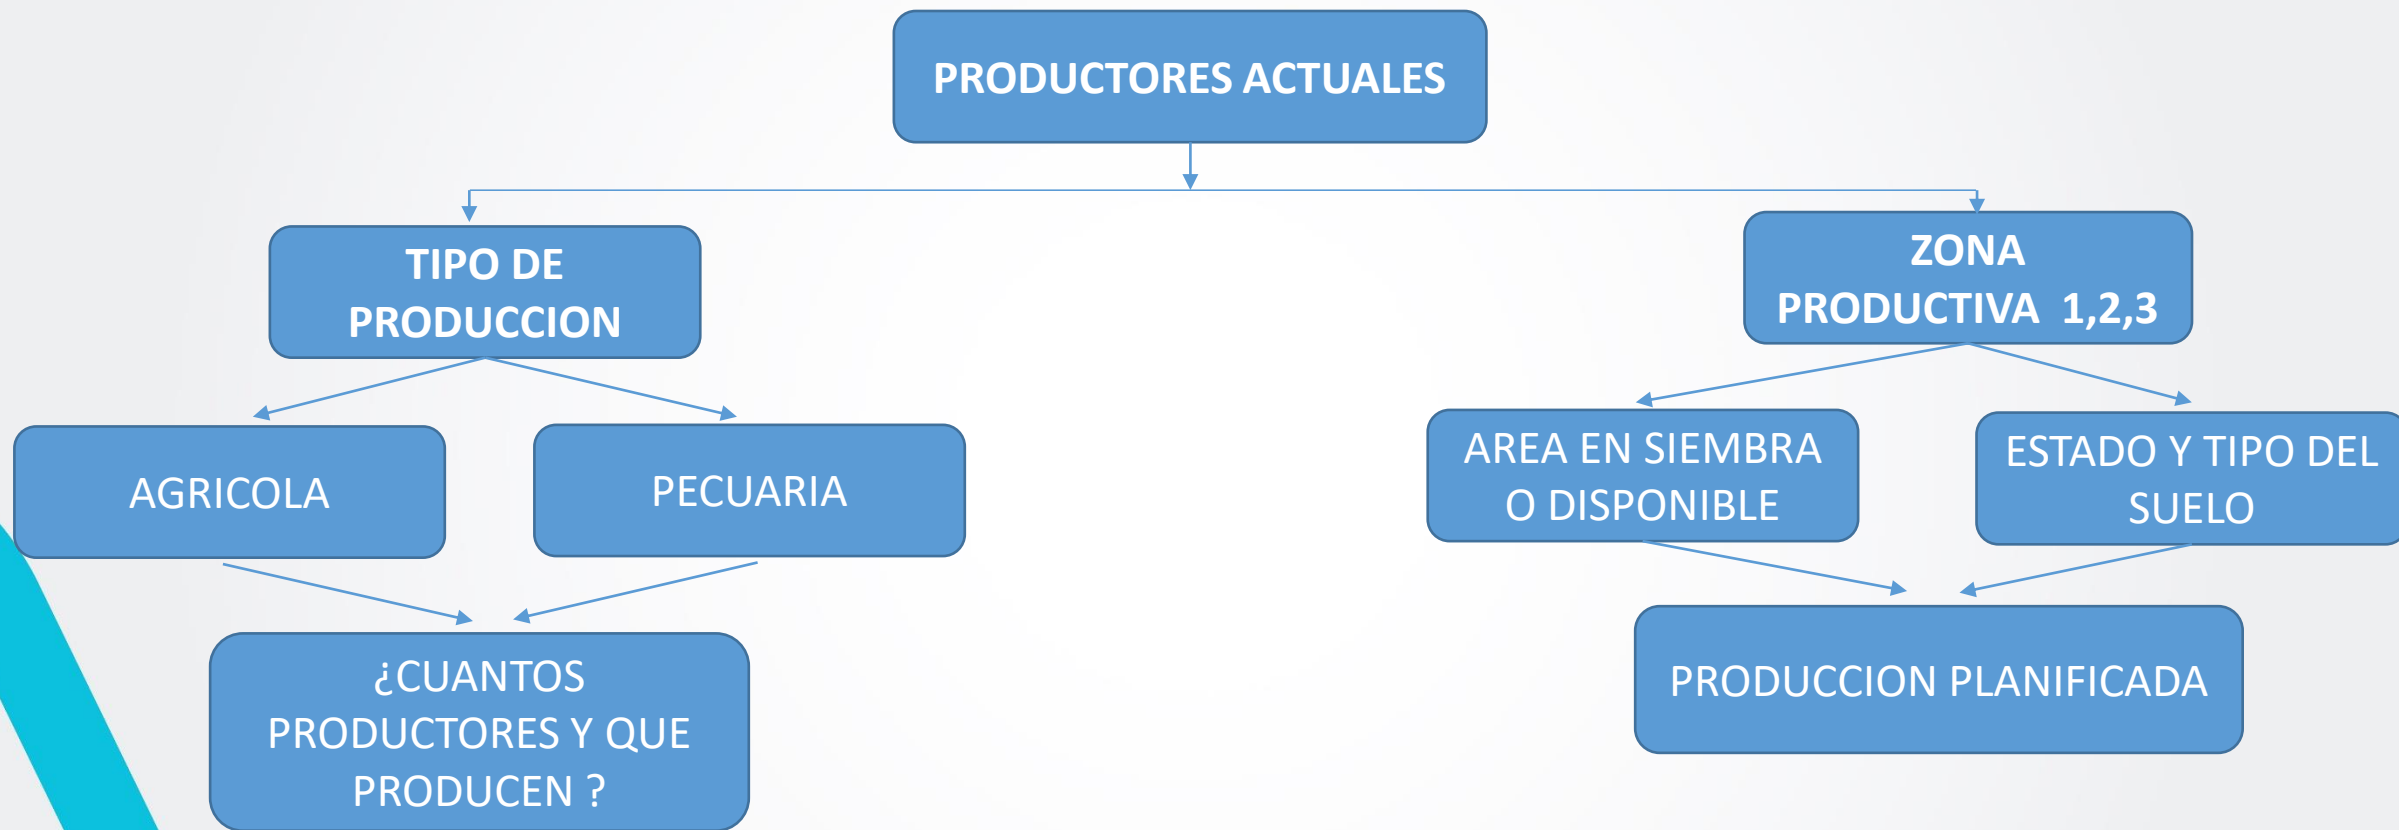 PRODUCTORES ACTUALES
TIPO DE
PRODUCCION
ZONA
PRODUCTIVA 1,2,3
AGRICOLA
PECUARIA
AREA EN SIEMBRA
O DISPONIBLE
ESTADO Y TIPO DEL
SUELO
¿CUANTOS
PRODUCTORES Y QUE
PRODUCEN ?
PRODUCCION PLANIFICADA